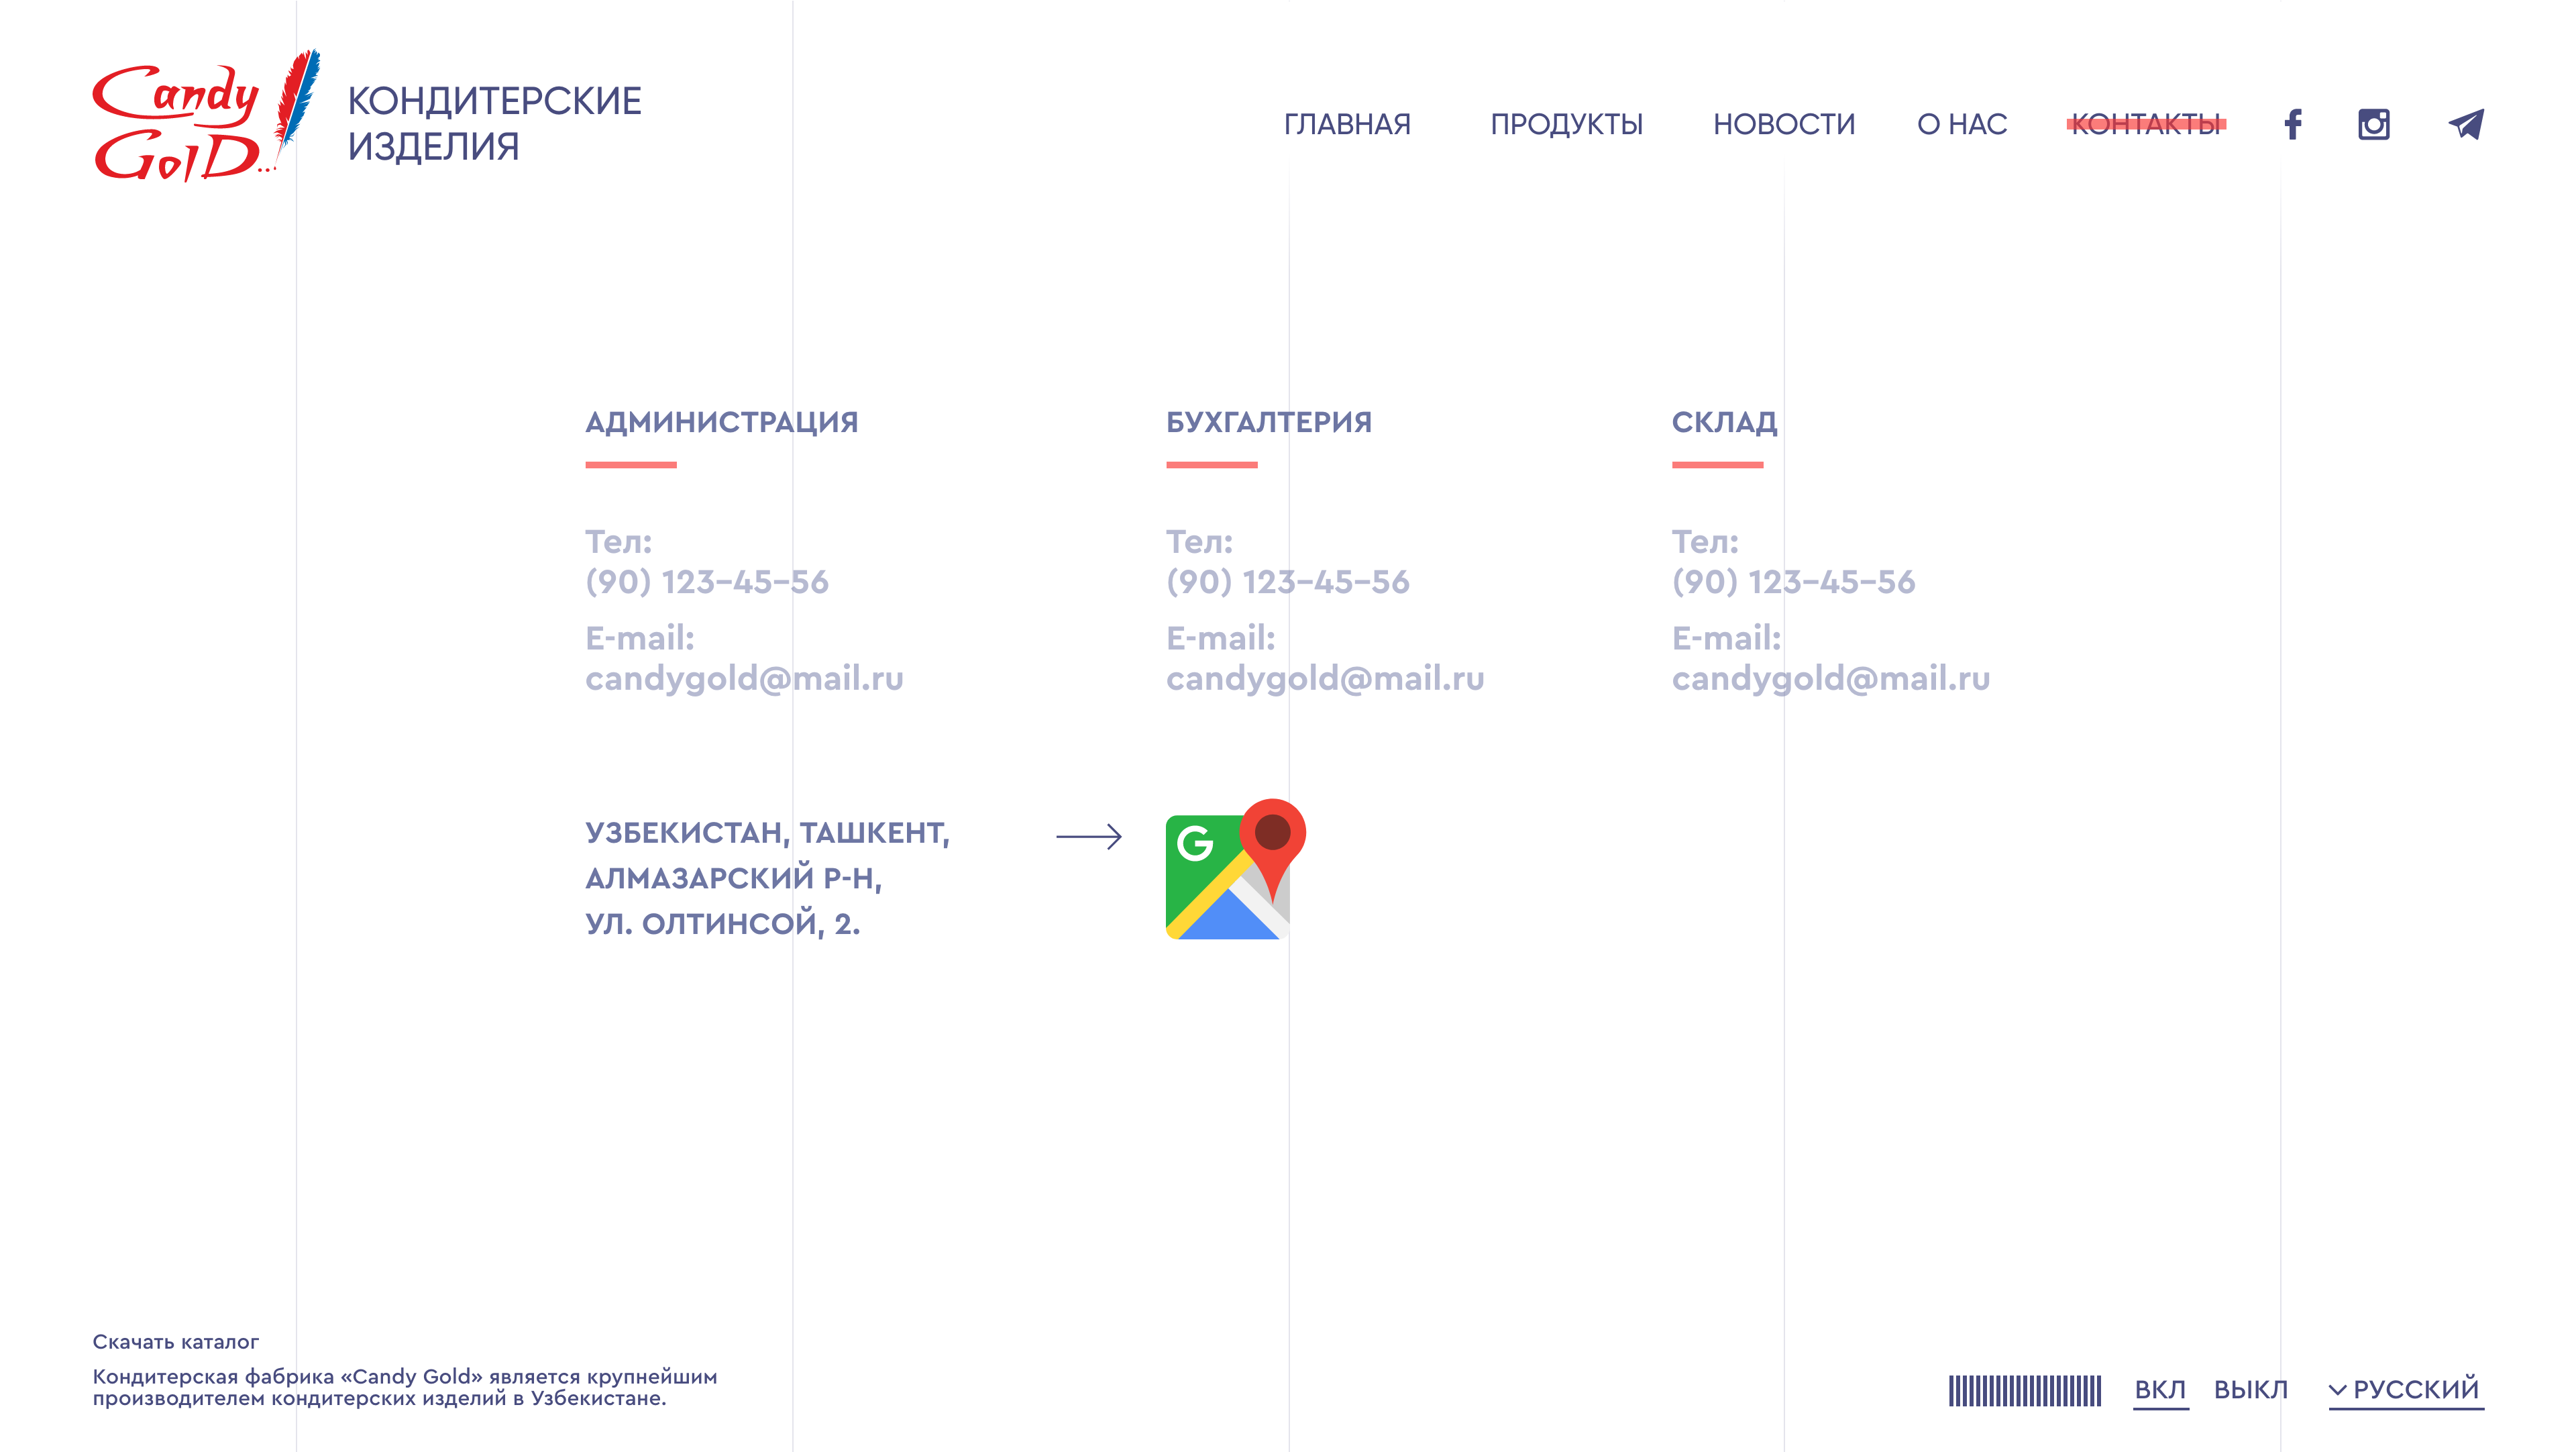 Candy
GolD...
КОНДИТЕРСКИЕ
ИЗДЕЛИЯ
ГЛАВНАЯ
ПРОДУКТЫ
НОВОСТИ
О НАС
КОНТАКТЫ
АДМИНИСТРАЦИЯ
Тел:
(90) 123-45-56
E-mail:
candygold@mail.ru
БУХГАЛТЕРИЯ
Тел:
(90) 123-45-56
E-mail:
candygold@mail.ru
СКЛАД
Тел:
(90) 123-45-56
E-mail:
candygold@mail.ru
УЗБЕКИСТАН, ТАШКЕНТ,
АЛМАЗАРСКИЙ Р-Н,
УЛ. ОЛТИНСОЙ, 2.
G
Скачать каталог
Кондитерская фабрика «Candy Gold» является крупнейшим
производителем кондитерских изделий в Узбекистане.
ВКЛ
ВЫКЛ
РУССКИЙ